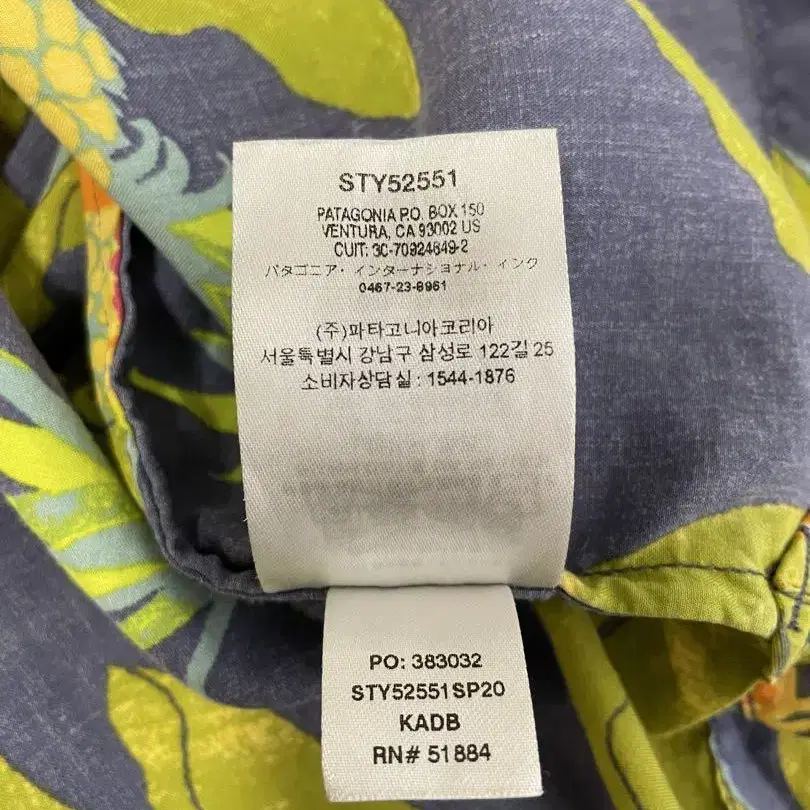 STY52551
PATAGONIA P.O. BOX 150
VENTURA, CA 93002 US
CUIT: 30-70924849-2
パタゴニア・インターナショナル・インク
0467-23-8961
(주)파타고니아코리아
서울특별시 강남구 삼성로 122길 25
소비자상담실 : 1544-1876
PO: 383032
STY52551SP20
KADB
RN# 51884